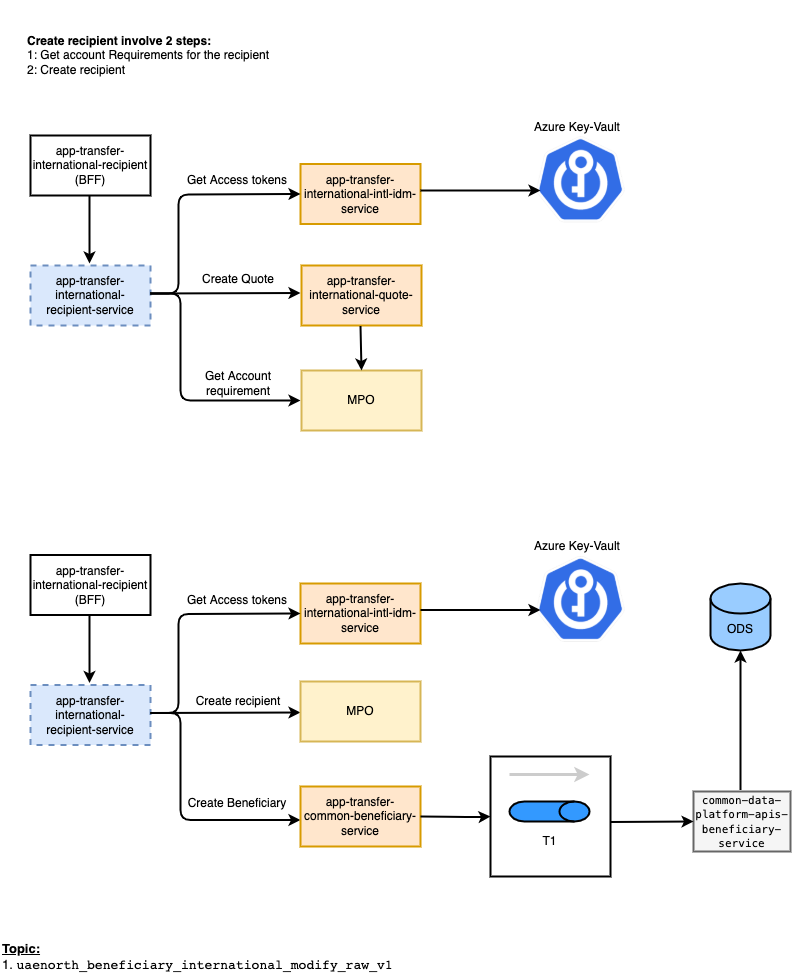 Create recipient involve 2 steps:
1: Get account Requirements for the recipient
2: Create recipient
Azure Key-Vault
app-transfer-
international-recipient
(BFF)
Get Access tokens
app-transfer-
international-intl-idm-
service
app-transfer-
international-
recipient-service
Create Quote
app-transfer-
international-quote-
service
Get Account
requirement
MPO
Azure Key-Vault
app-transfer-
international-recipient
(BFF)
Get Access tokens
app-transfer-
international-intl-idm-
service
ODS
app-transfer-
international-
recipient-service
Create recipient
MPO
Create Beneficiary
app-transfer-
common-beneficiary-
service
T1
common-data-
platform-apis-
beneficiary-
service
Topic:
1. uaenorth_beneficiary_international_modify_raw_v1